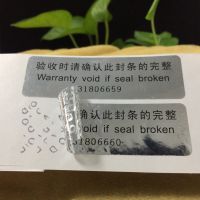 验收时请确认此封条的完整
Warranty void if seal broken
31806659
确认此封条的完整
void if seal broken
31806660